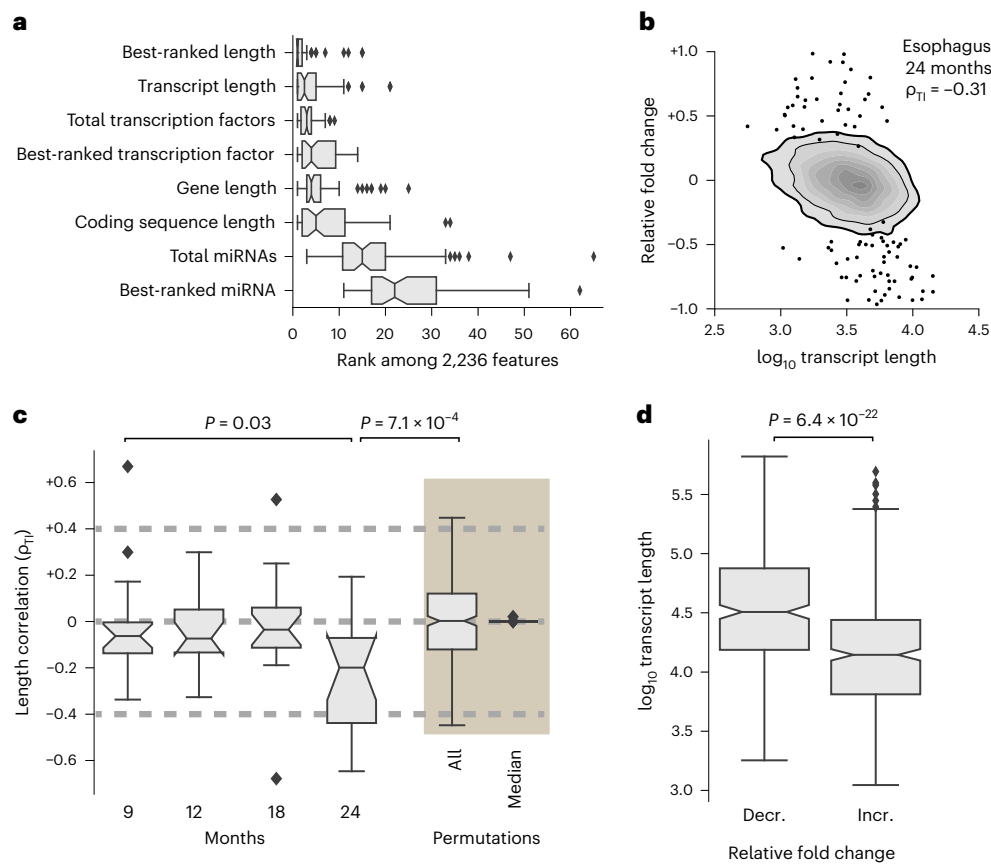 a
Best-ranked length
Transcript length
Total transcription factors
Best-ranked transcription factor
Gene length
Coding sequence length
Total miRNAs
Best-ranked miRNA
0 10 20 30 40 50 60
Rank among 2,236 features
b
Esophagus
24 months
ρTI = −0.31
Relative fold change
+1.0
+0.5
0
−0.5
−1.0
2.5 3.0 3.5 4.0 4.5
log10 transcript length
c
P = 0.03
P = 7.1 × 10−4
Length correlation (ρTI)
+0.6
+0.4
+0.2
0
−0.2
−0.4
−0.6
9 12 18 24
Months
All
Median
Permutations
d
P = 6.4 × 10−22
log10 transcript length
5.5
5.0
4.5
4.0
3.5
3.0
Decr. Incr.
Relative fold change